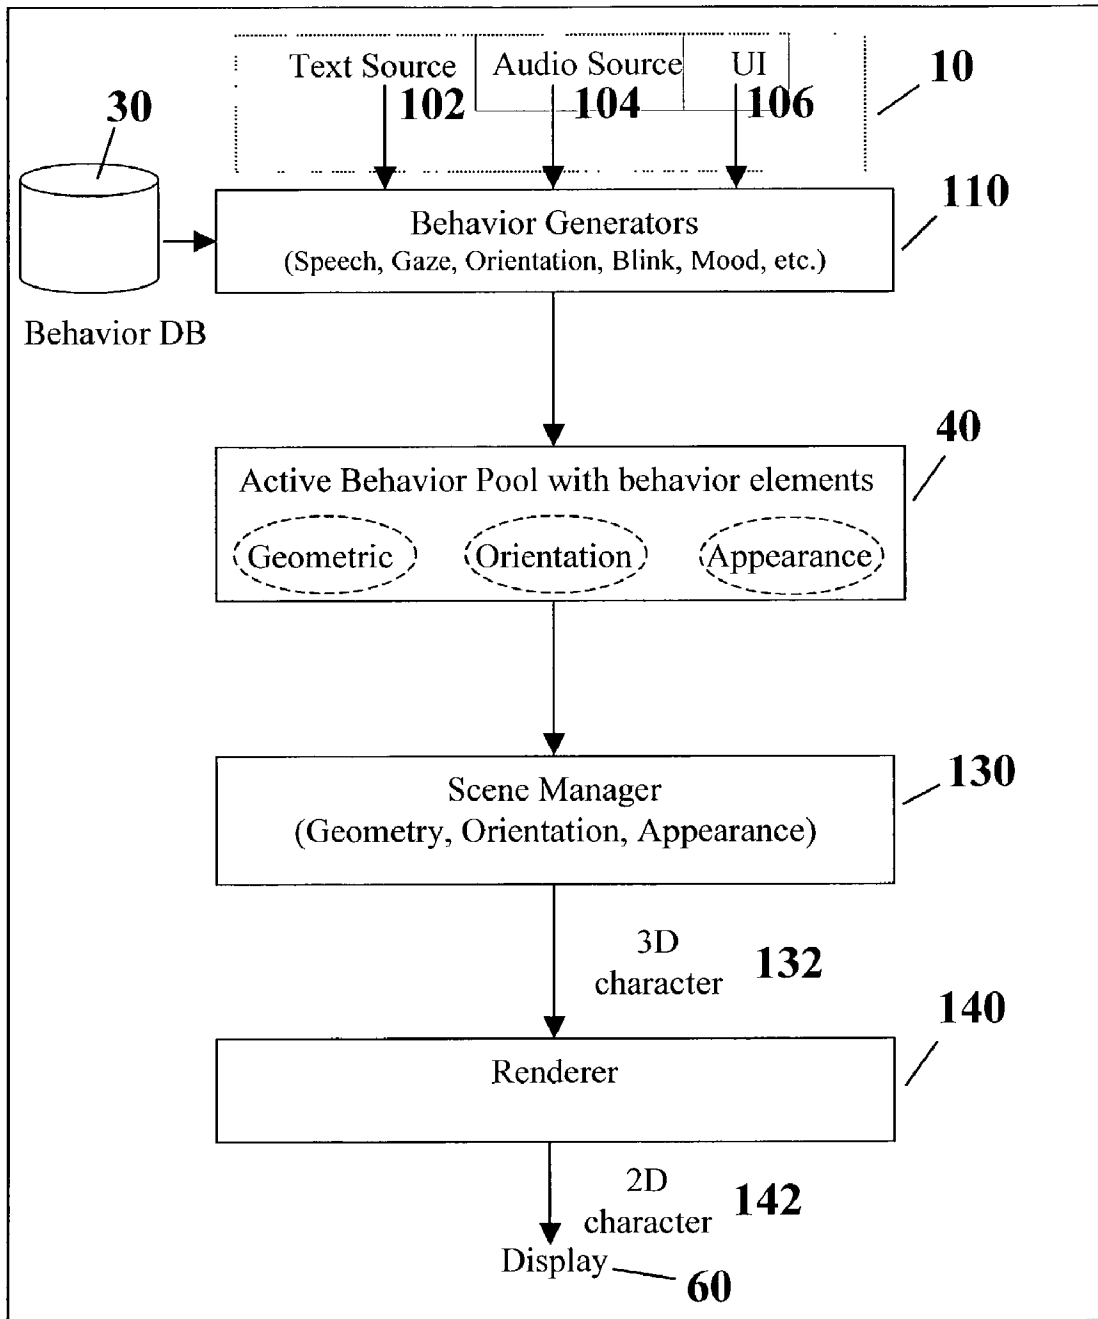 Text Source Audio Source UI 10
102 104 106
30
110
Behavior Generators
(Speech, Gaze, Orientation, Blink, Mood, etc.)
Behavior DB
40
Active Behavior Pool with behavior elements
Geometric Orientation Appearance
130
Scene Manager
(Geometry, Orientation, Appearance)
3D
character 132
140
Renderer
2D
character 142
Display 60